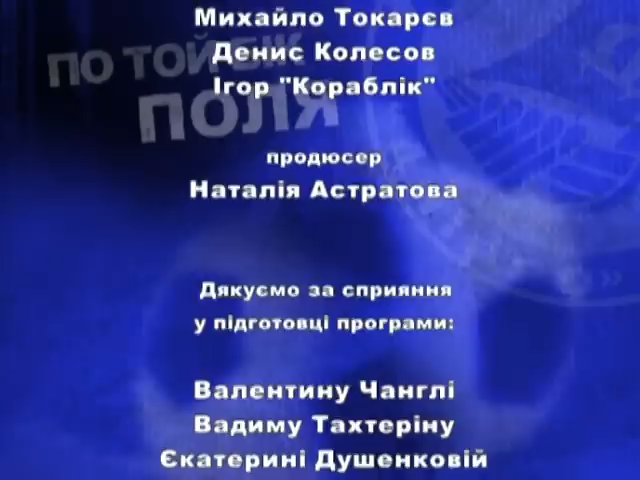 Михайло Токарєв
Денис Колесов
Ігор "Кораблік"
ПО ТОЙ БІК
ПОЛЯ
продюсер
Наталія Астратова
Дякуємо за сприяння
у підготовці програми:
Валентину Чанглі
Вадиму Тахтеріну
Єкатерині Душенковій